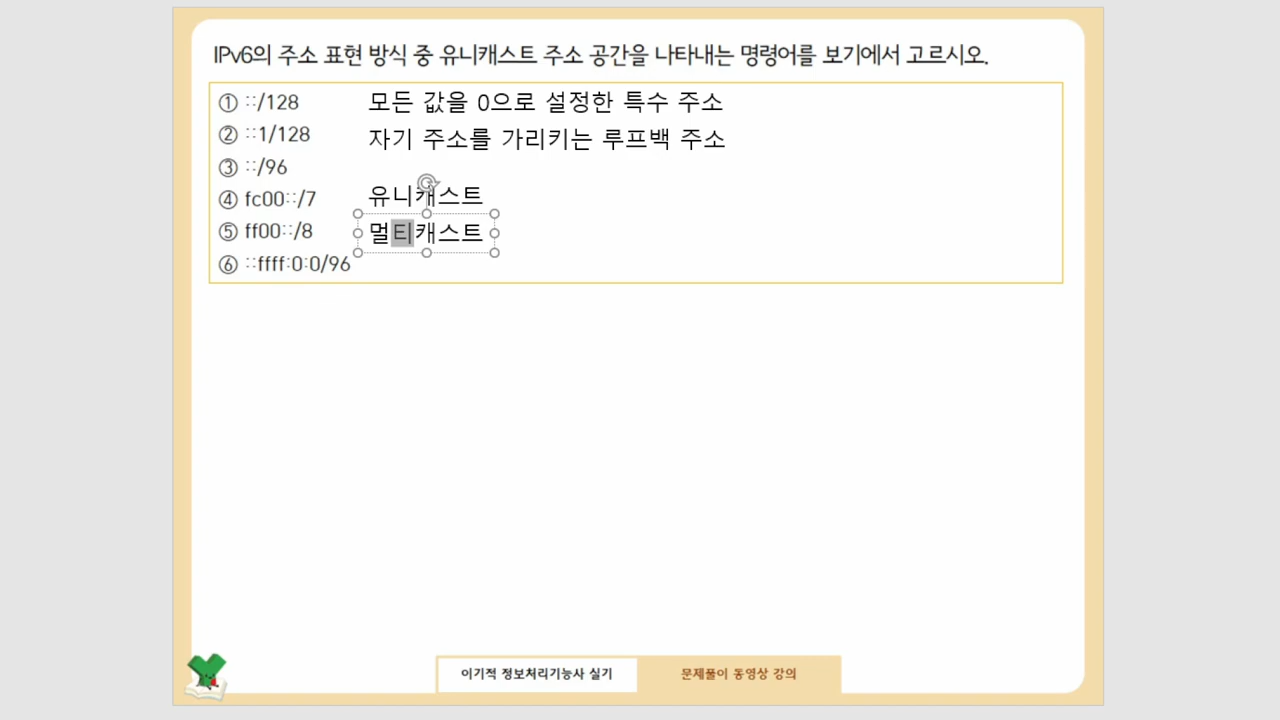 IPv6의 주소 표현 방식 중 유니캐스트 주소 공간을 나타내는 명령어를 보기에서 고르시오.
① ::/128 모든 값을 0으로 설정한 특수 주소
② ::1/128 자기 주소를 가리키는 루프백 주소
③ ::/96
④ fc00::/7 유니캐스트
⑤ ff00::/8 멀티캐스트
⑥ ::ffff:0:0/96
이기적 정보처리기능사 실기 문제풀이 동영상 강의